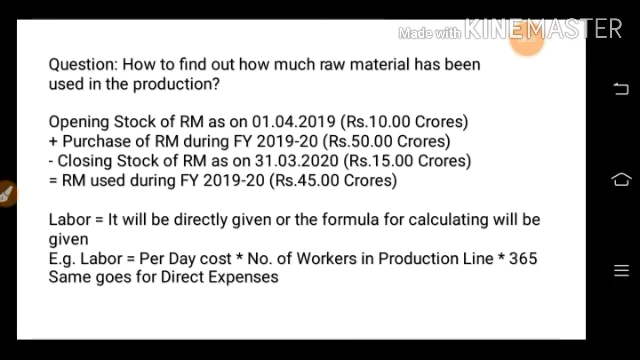 Made with KINEMASTER
Question: How to find out how much raw material has been
used in the production?
Opening Stock of RM as on 01.04.2019 (Rs.10.00 Crores)
+ Purchase of RM during FY 2019-20 (Rs.50.00 Crores)
- Closing Stock of RM as on 31.03.2020 (Rs.15.00 Crores)
= RM used during FY 2019-20 (Rs.45.00 Crores)
Labor = It will be directly given or the formula for calculating will be
given
E.g. Labor = Per Day cost * No. of Workers in Production Line * 365
Same goes for Direct Expenses